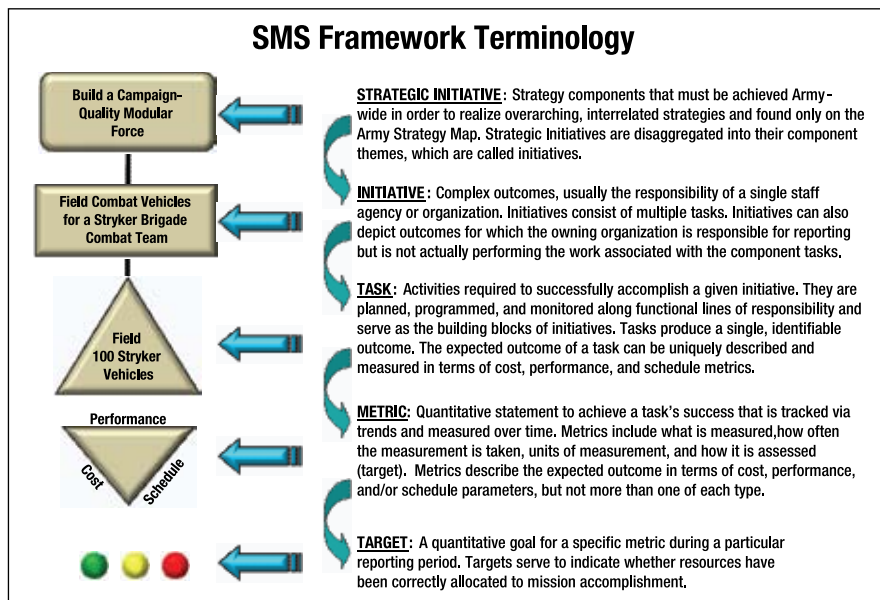 SMS Framework Terminology
Build a Campaign-
Quality Modular
Force
STRATEGIC INITIATIVE: Strategy components that must be achieved Army-
wide in order to realize overarching, interrelated strategies and found only on the
Army Strategy Map. Strategic Initiatives are disaggregated into their component
themes, which are called initiatives.
Field Combat Vehicles
for a Stryker Brigade
Combat Team
INITIATIVE: Complex outcomes, usually the responsibility of a single staff
agency or organization. Initiatives consist of multiple tasks. Initiatives can also
depict outcomes for which the owning organization is responsible for reporting
but is not actually performing the work associated with the component tasks.
Field
100 Stryker
Vehicles
TASK: Activities required to successfully accomplish a given initiative. They are
planned, programmed, and monitored along functional lines of responsibility and
serve as the building blocks of initiatives. Tasks produce a single, identifiable
outcome. The expected outcome of a task can be uniquely described and
measured in terms of cost, performance, and schedule metrics.
Performance
Cost
Schedule
METRIC: Quantitative statement to achieve a task's success that is tracked via
trends and measured over time. Metrics include what is measured,how often
the measurement is taken, units of measurement, and how it is assessed
(target). Metrics describe the expected outcome in terms of cost, performance,
and/or schedule parameters, but not more than one of each type.
TARGET: A quantitative goal for a specific metric during a particular
reporting period. Targets serve to indicate whether resources have
been correctly allocated to mission accomplishment.